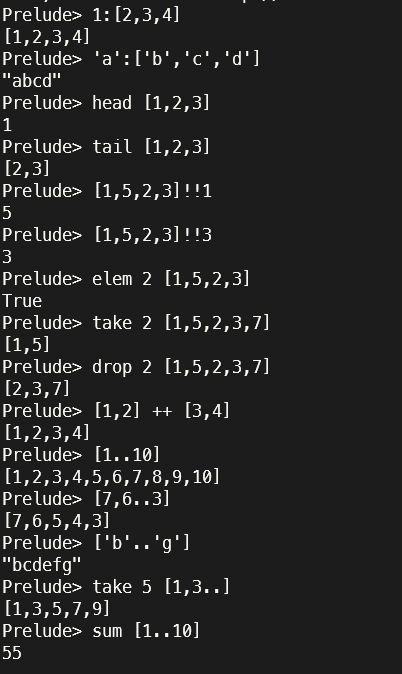 Prelude> 1:[2,3,4]
[1,2,3,4]
Prelude> 'a':['b','c','d']
"abcd"
Prelude> head [1,2,3]
1
Prelude> tail [1,2,3]
[2,3]
Prelude> [1,5,2,3]!!1
5
Prelude> [1,5,2,3]!!3
3
Prelude> elem 2 [1,5,2,3]
True
Prelude> take 2 [1,5,2,3,7]
[1,5]
Prelude> drop 2 [1,5,2,3,7]
[2,3,7]
Prelude> [1,2] ++ [3,4]
[1,2,3,4]
Prelude> [1..10]
[1,2,3,4,5,6,7,8,9,10]
Prelude> [7,6..3]
[7,6,5,4,3]
Prelude> ['b'..'g']
"bcdefg"
Prelude> take 5 [1,3..]
[1,3,5,7,9]
Prelude> sum [1..10]
55